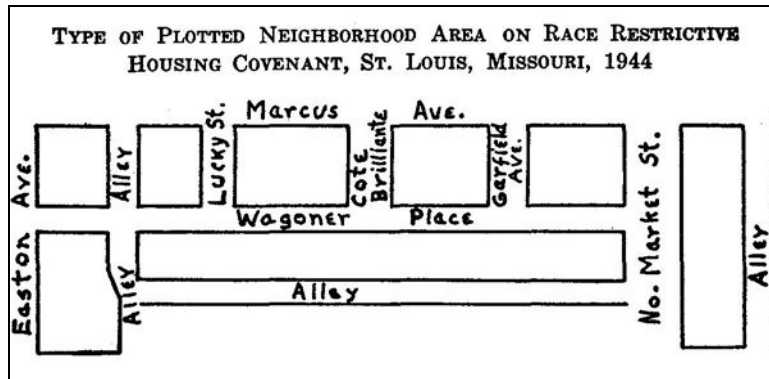 TYPE OF PLOTTED NEIGHBORHOOD AREA ON RACE RESTRICTIVE
HOUSING COVENANT, ST. LOUIS, MISSOURI, 1944
Marcus Ave.
Easton Ave.
Alley
Lucky St.
Cote
Brilliante
Garfield
Ave.
No. Market St.
Alley
Wagoner Place
Alley
Alley